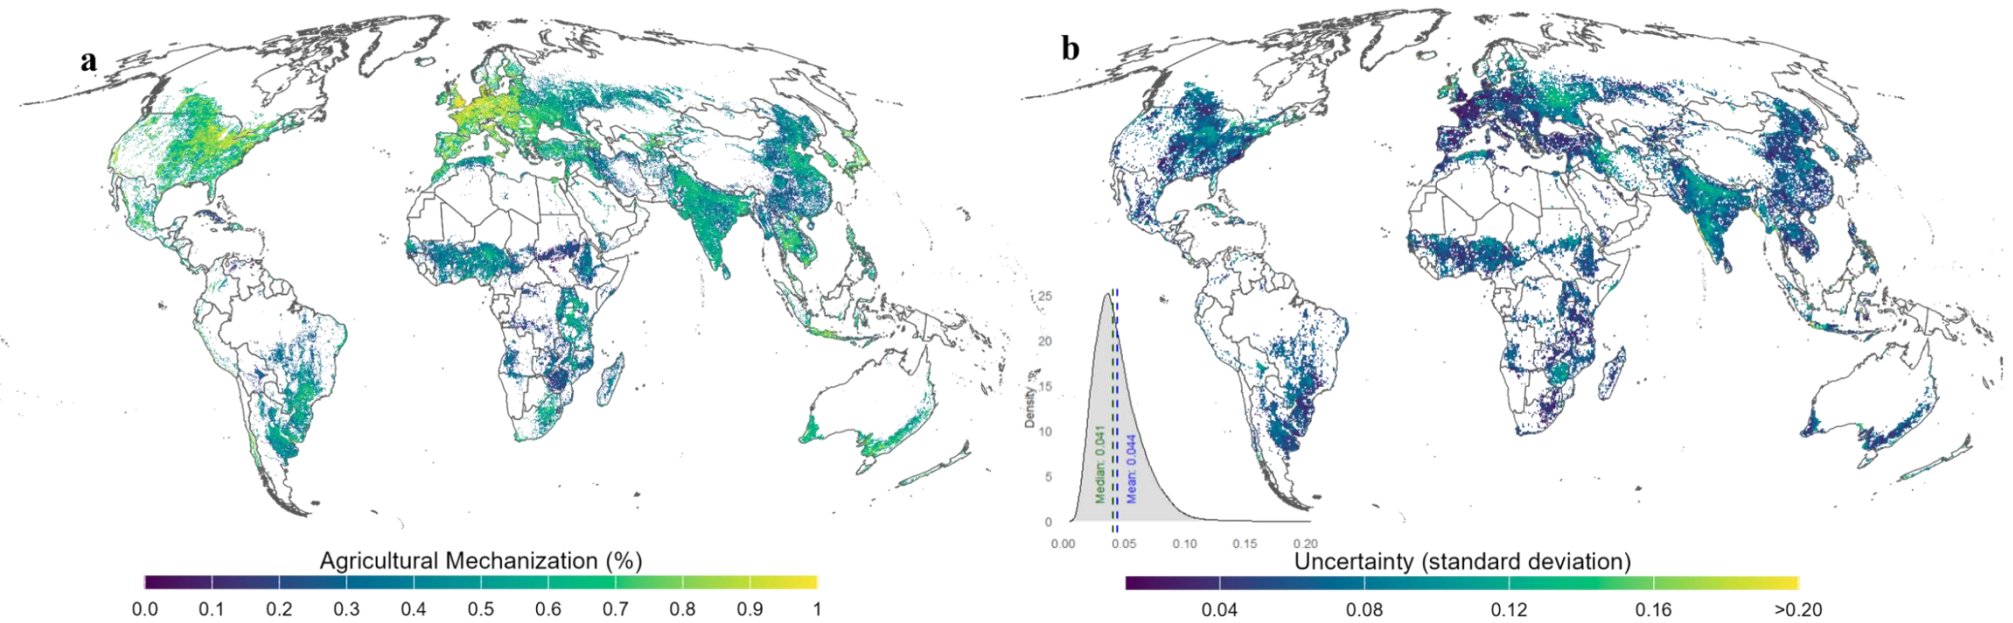 a
Agricultural Mechanization (%)
0.0 0.1 0.2 0.3 0.4 0.5 0.6 0.7 0.8 0.9 1
b
25
20
15
10
5
0
Density
Median: 0.041
Mean: 0.044
0.00 0.05 0.10 0.15 0.20
Uncertainty (standard deviation)
0.04 0.08 0.12 0.16 >0.20